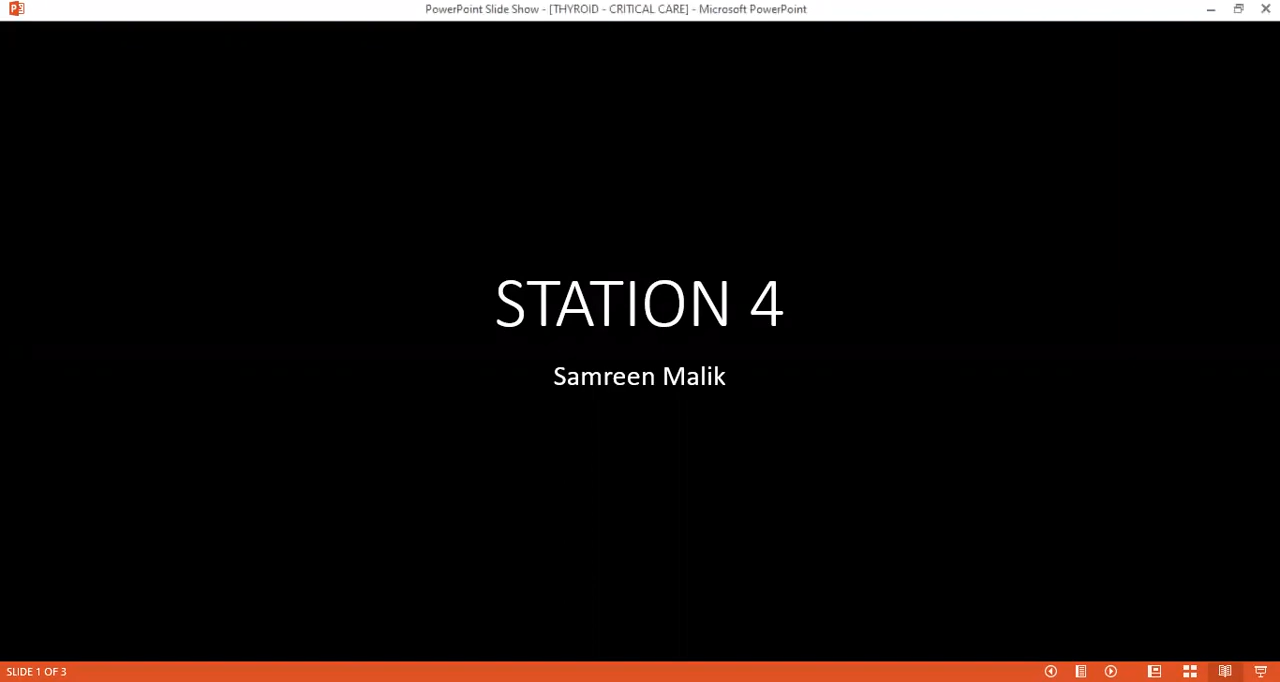 PowerPoint Slide Show - [THYROID - CRITICAL CARE] - Microsoft PowerPoint
STATION 4
Samreen Malik
SLIDE 1 OF 3